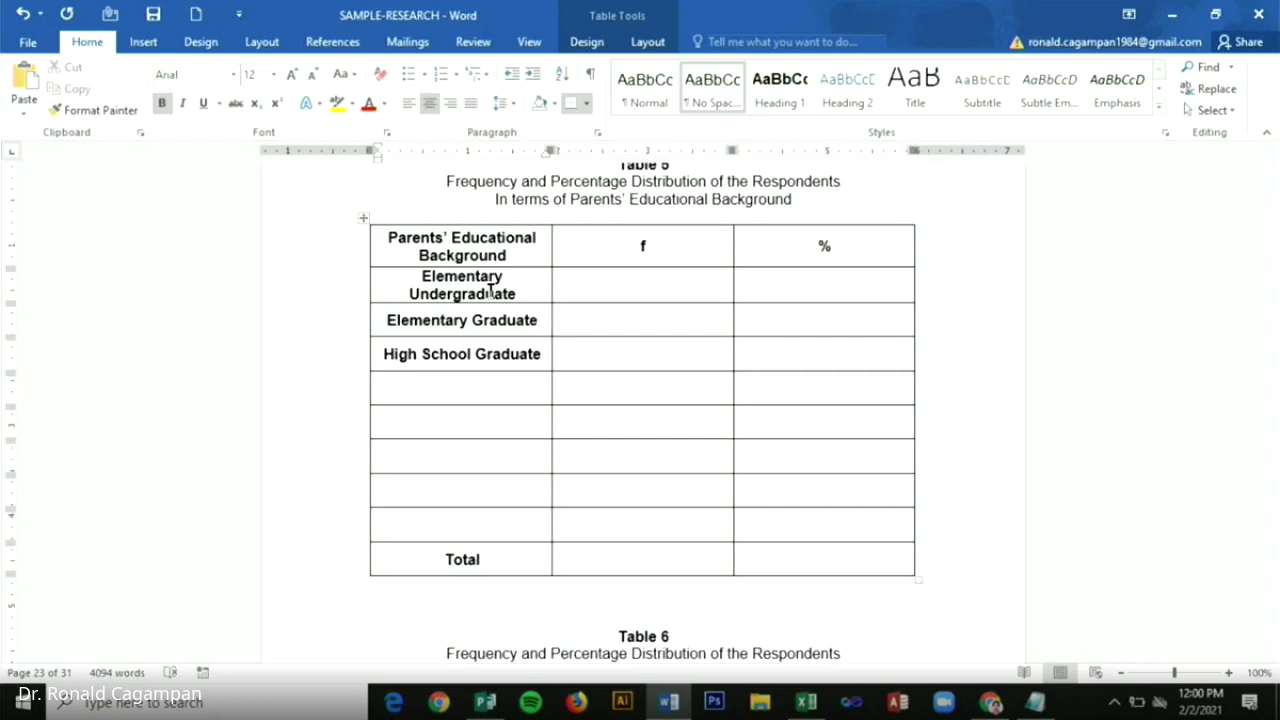 SAMPLE-RESEARCH - Word
Table Tools
File Home Insert Design Layout References Mailings Review View Design Layout Tell me what you want to do... ronald.cagampan1984@gmail.com Share
Paste
Cut
Copy
Format Painter
Arial 12
AaBbCc AaBbCc AaBbCc AaBbCcC AaB AaBbCcC AaBbCcD AaBbCcD
¶ Normal ¶ No Spac... Heading Heading 2 Title Subtitle Subtle Em... Emphasis
Find
Replace
Select
Clipboard Font Paragraph Styles Editing
Table 5
Frequency and Percentage Distribution of the Respondents
In terms of Parents' Educational Background
Parents' Educational Background f %
Elementary Undergraduate
Elementary Graduate
High School Graduate
Total
Table 6
Frequency and Percentage Distribution of the Respondents
Page 23 of 31 4094 words 100%
Dr. Ronald Cagampan
Type here to search
12:00 PM
2/2/2021